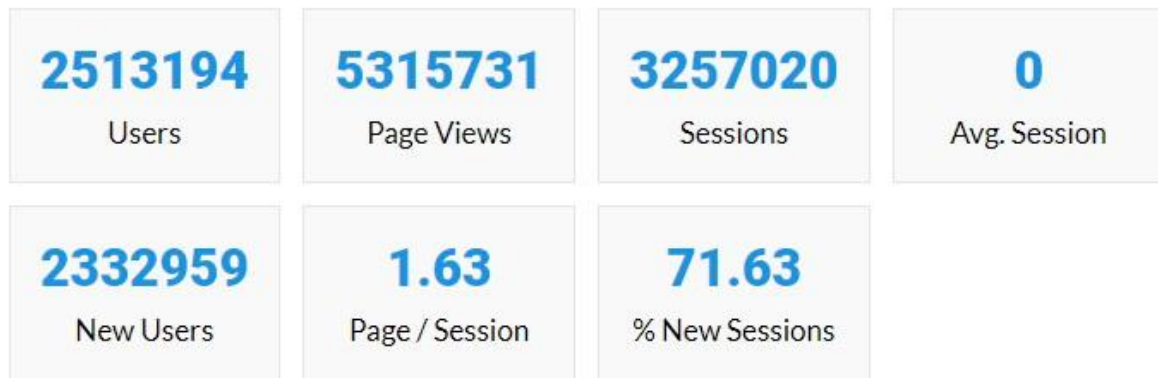 2513194
Users
5315731
Page Views
3257020
Sessions
0
Avg. Session
2332959
New Users
1.63
Page / Session
71.63
% New Sessions